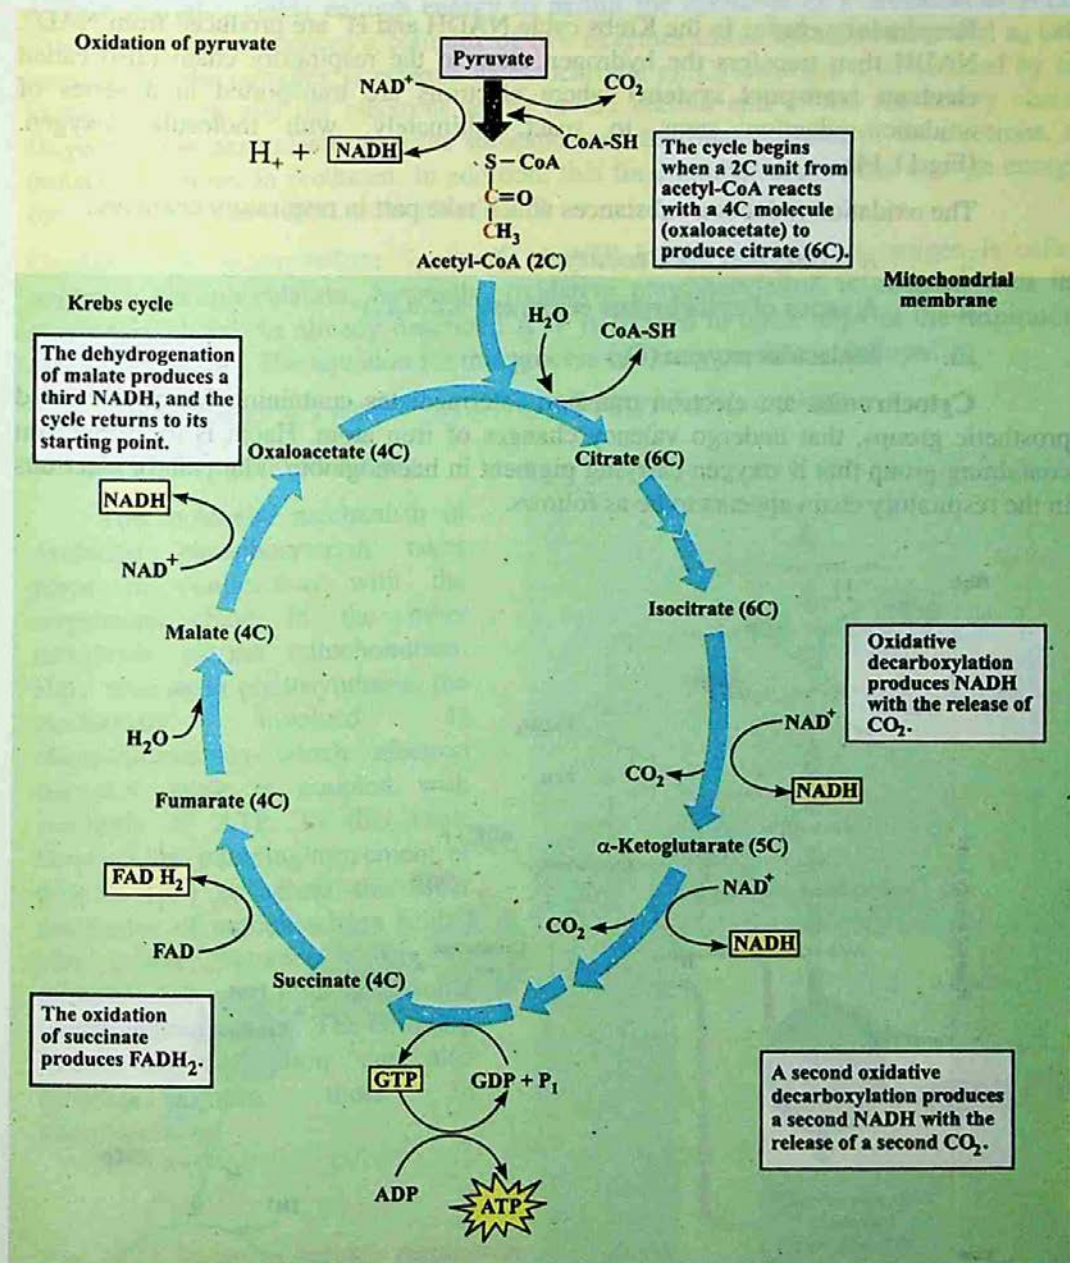 Oxidation of pyruvate
Pyruvate
NAD+
CO2
CoA-SH
H+ + NADH
S–CoA
C=O
CH3
Acetyl-CoA (2C)
The cycle begins
when a 2C unit from
acetyl-CoA reacts
with a 4C molecule
(oxaloacetate) to
produce citrate (6C).
Krebs cycle
Mitochondrial
membrane
H2O
CoA-SH
The dehydrogenation
of malate produces a
third NADH, and the
cycle returns to its
starting point.
Oxaloacetate (4C)
Citrate (6C)
NADH
NAD+
Isocitrate (6C)
Malate (4C)
Oxidative
decarboxylation
produces NADH
with the release of
CO2.
NAD+
H2O
CO2
NADH
Fumarate (4C)
α-Ketoglutarate (5C)
FAD H2
NAD+
CO2
NADH
FAD
Succinate (4C)
The oxidation
of succinate
produces FADH2.
GTP
GDP + P1
A second oxidative
decarboxylation produces
a second NADH with the
release of a second CO2.
ADP
ATP